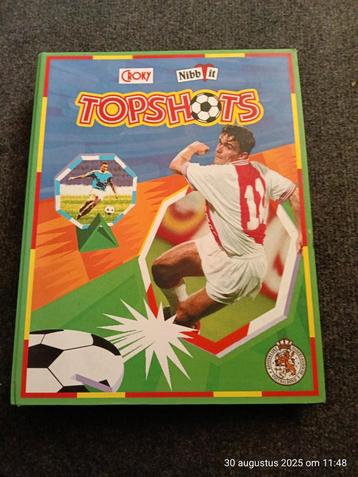 CROKY Nibb it
TOPSHOTS
11
30 augustus 2025 om 11:48